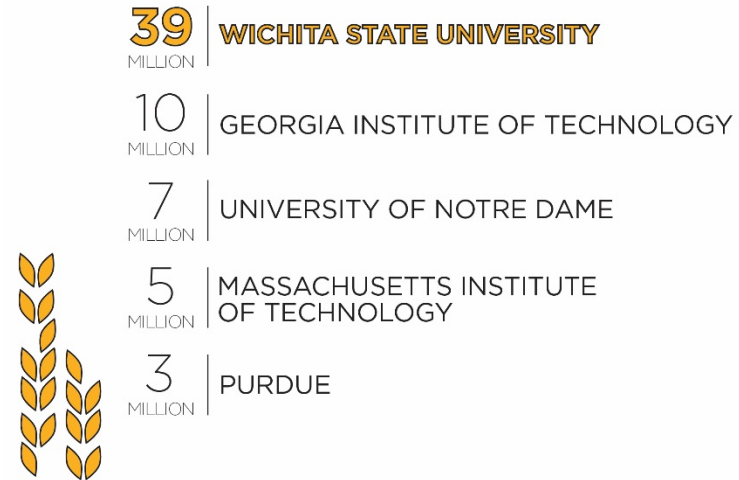 39
MILLION
WICHITA STATE UNIVERSITY
10
MILLION
GEORGIA INSTITUTE OF TECHNOLOGY
7
MILLION
UNIVERSITY OF NOTRE DAME
5
MILLION
MASSACHUSETTS INSTITUTE
OF TECHNOLOGY
3
MILLION
PURDUE